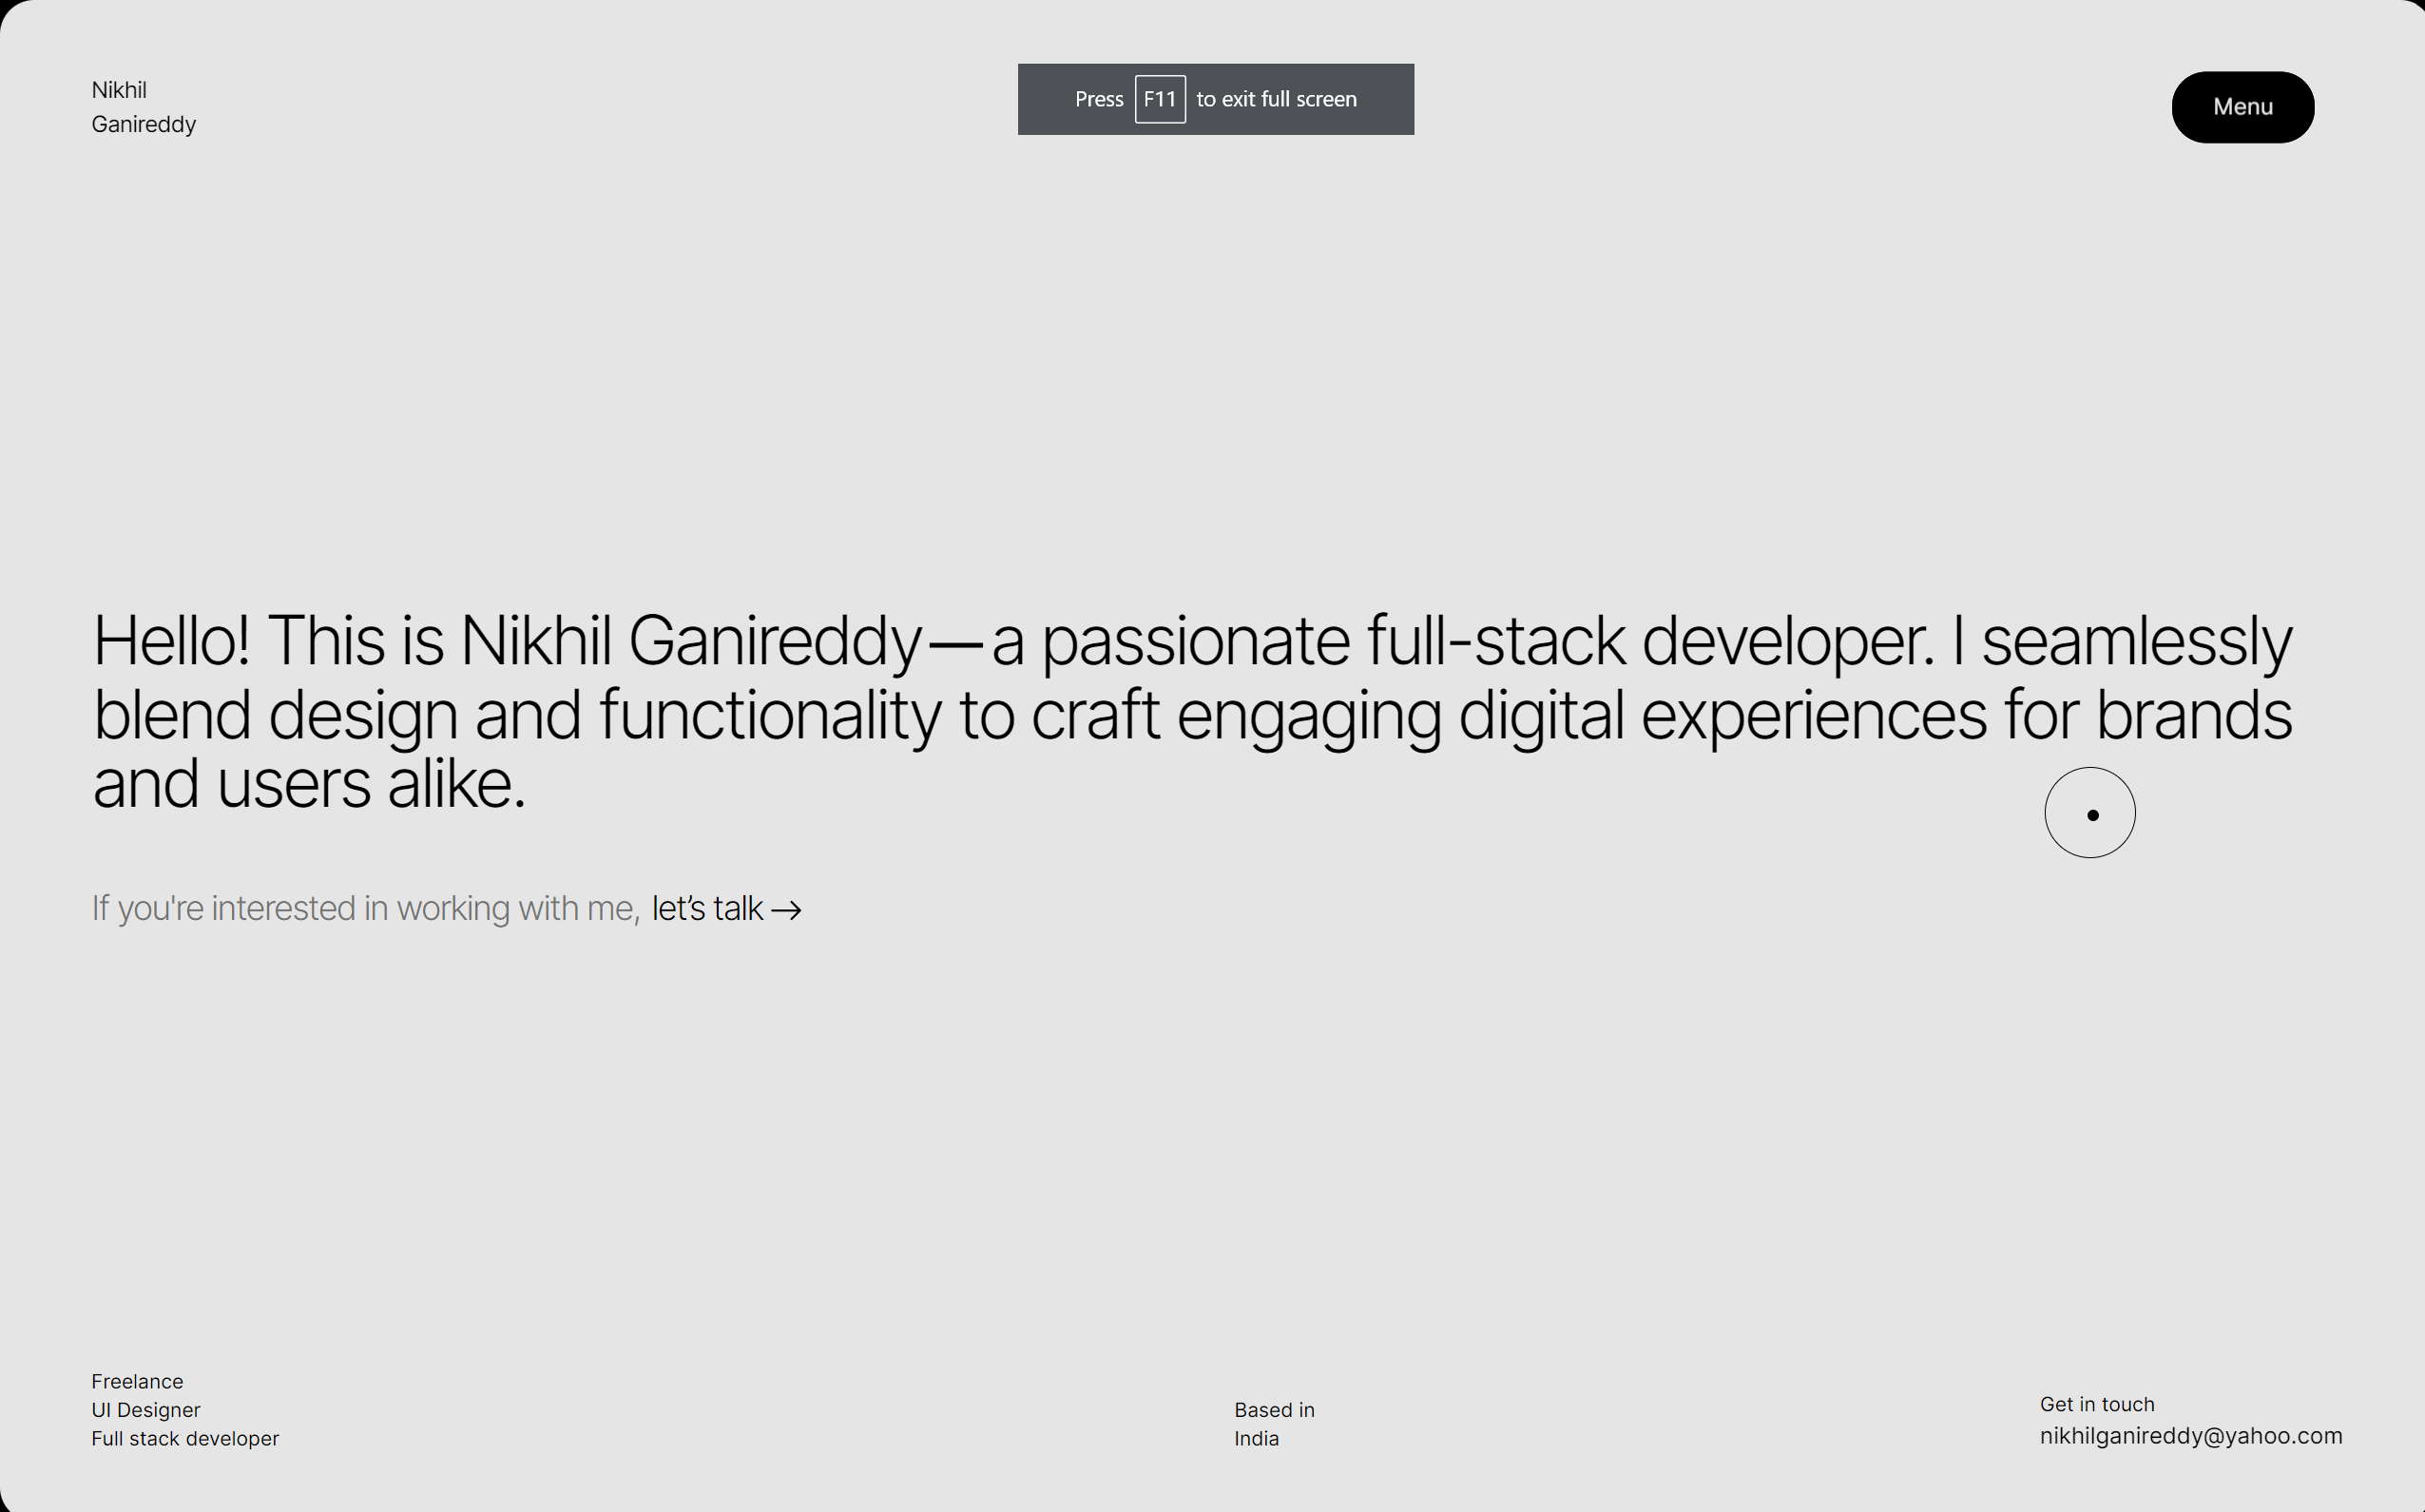 Nikhil
Ganireddy
Press F11 to exit full screen
Menu
Hello! This is Nikhil Ganireddy — a passionate full-stack developer. I seamlessly
blend design and functionality to craft engaging digital experiences for brands
and users alike.
If you're interested in working with me, let’s talk →
Freelance
UI Designer
Full stack developer
Based in
India
Get in touch
nikhilganireddy@yahoo.com